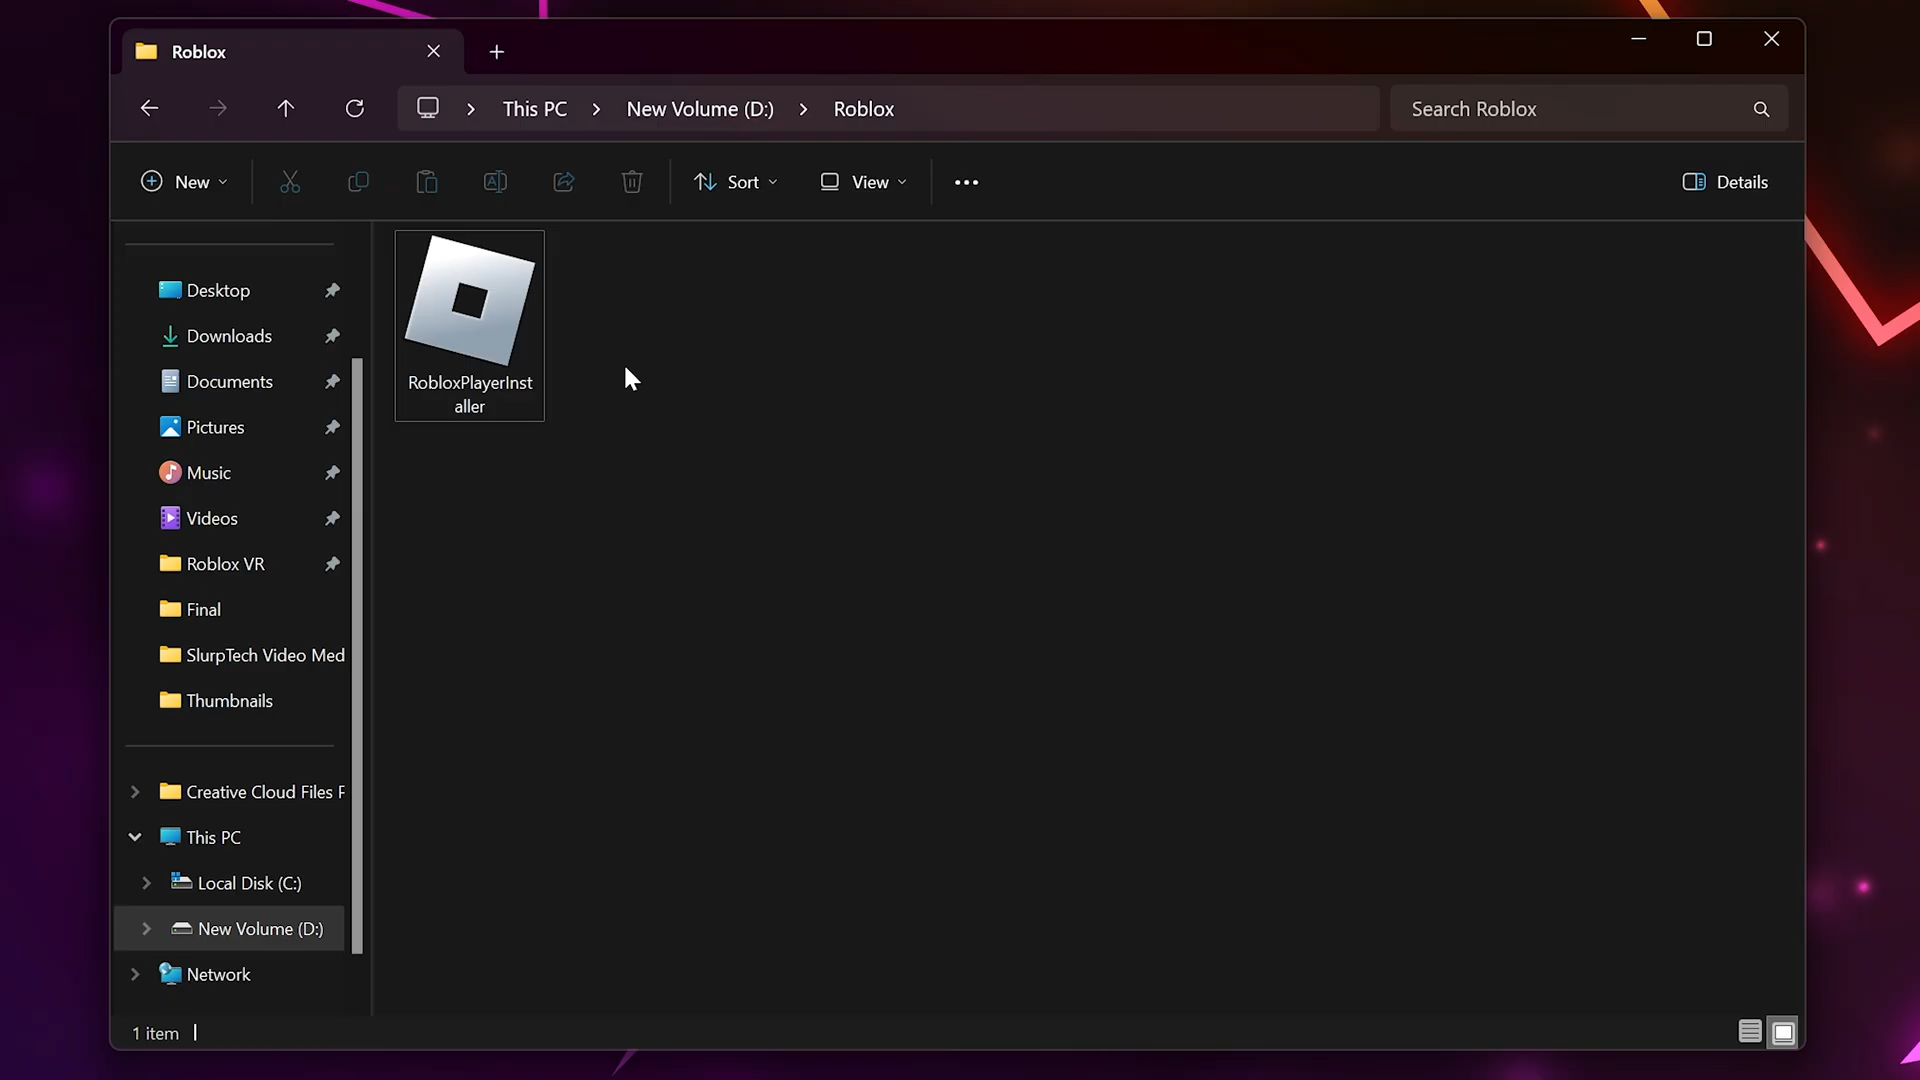 Roblox
This PC
New Volume (D:)
Roblox
Search Roblox
New
Sort
View
Details
Desktop
Downloads
Documents
Pictures
Music
Videos
Roblox VR
Final
SlurpTech Video Med
Thumbnails
Creative Cloud Files F
This PC
Local Disk (C:)
New Volume (D:)
Network
RobloxPlayerInst
aller
1 item